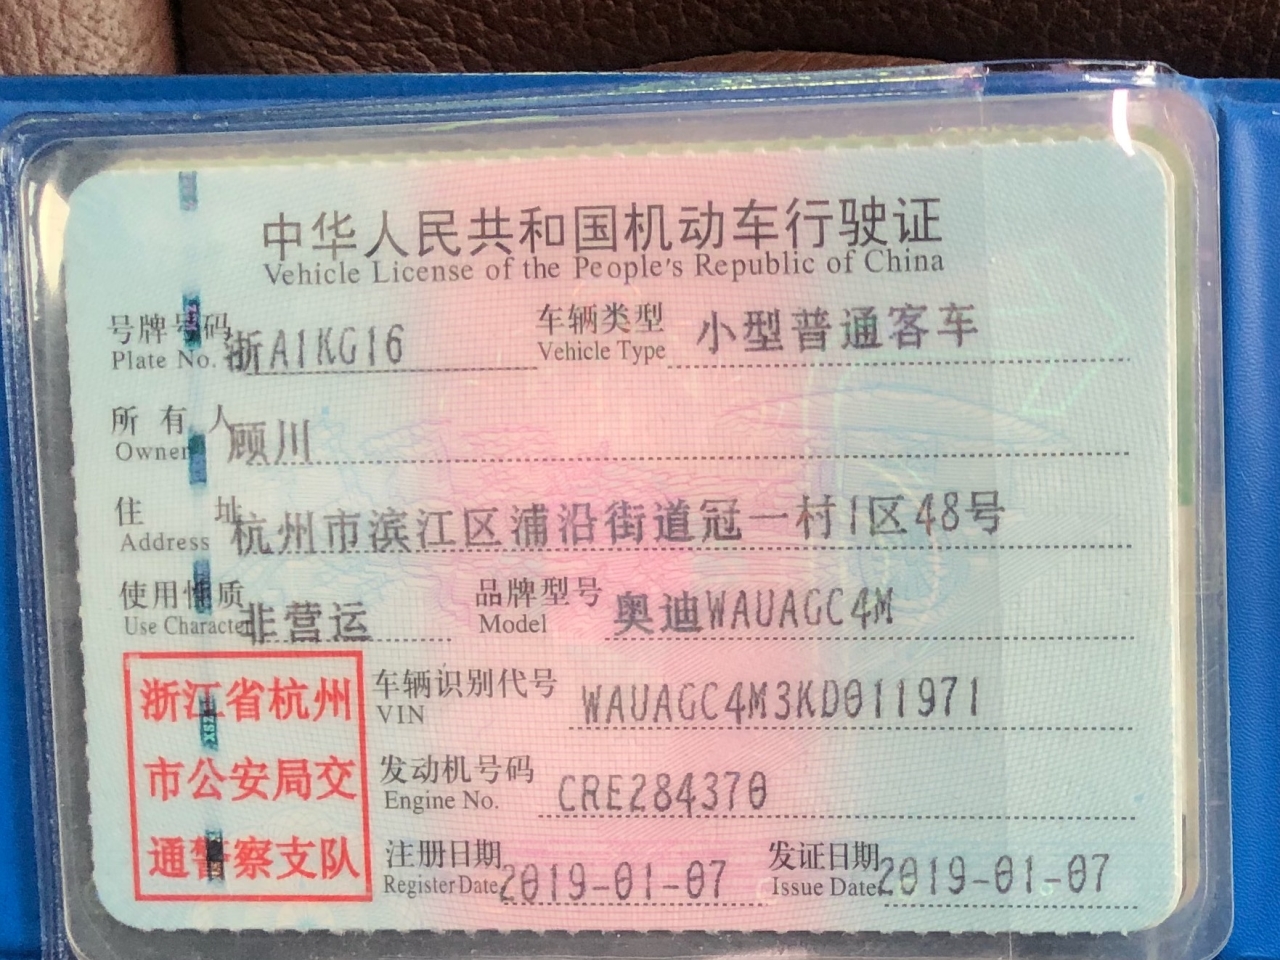 中华人民共和国机动车行驶证
Vehicle License of the People's Republic of China
号牌号码 浙A1KG16 车辆类型 小型普通客车
Plate No. Vehicle Type
所有人 顾川
Owner
住址 杭州市滨江区浦沿街道冠一村1区48号
Address
使用性质 非营运 品牌型号 奥迪WAUAGC4M
Use Character Model
浙江省杭州
市公安局交
通警察支队
车辆识别代号 WAUAGC4M3KD011971
VIN
发动机号码 CRE284370
Engine No.
注册日期 2019-01-07 发证日期 2019-01-07
Register Date Issue Date